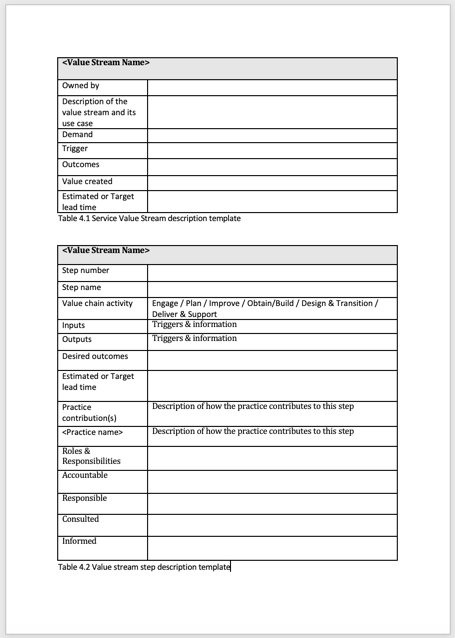 <Value Stream Name>
Owned by
Description of the
value stream and its
use case
Demand
Trigger
Outcomes
Value created
Estimated or Target
lead time
Table 4.1 Service Value Stream description template
<Value Stream Name>
Step number
Step name
Value chain activity
Engage / Plan / Improve / Obtain/Build / Design & Transition /
Deliver & Support
Inputs
Triggers & information
Outputs
Triggers & information
Desired outcomes
Estimated or Target
lead time
Practice
contribution(s)
Description of how the practice contributes to this step
<Practice name>
Description of how the practice contributes to this step
Roles &
Responsibilities
Accountable
Responsible
Consulted
Informed
Table 4.2 Value stream step description template